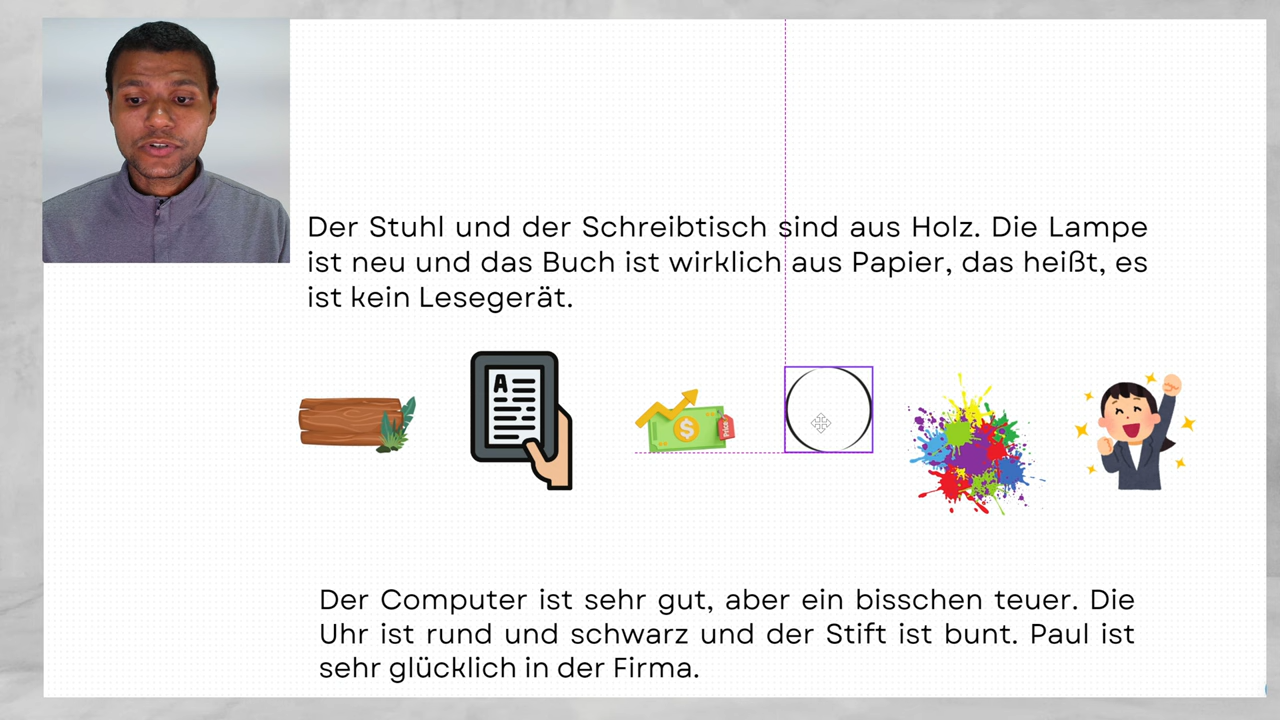 Der Stuhl und der Schreibtisch sind aus Holz. Die Lampe
ist neu und das Buch ist wirklich aus Papier, das heißt, es
ist kein Lesegerät.
A
$
Price
Der Computer ist sehr gut, aber ein bisschen teuer. Die
Uhr ist rund und schwarz und der Stift ist bunt. Paul ist
sehr glücklich in der Firma.